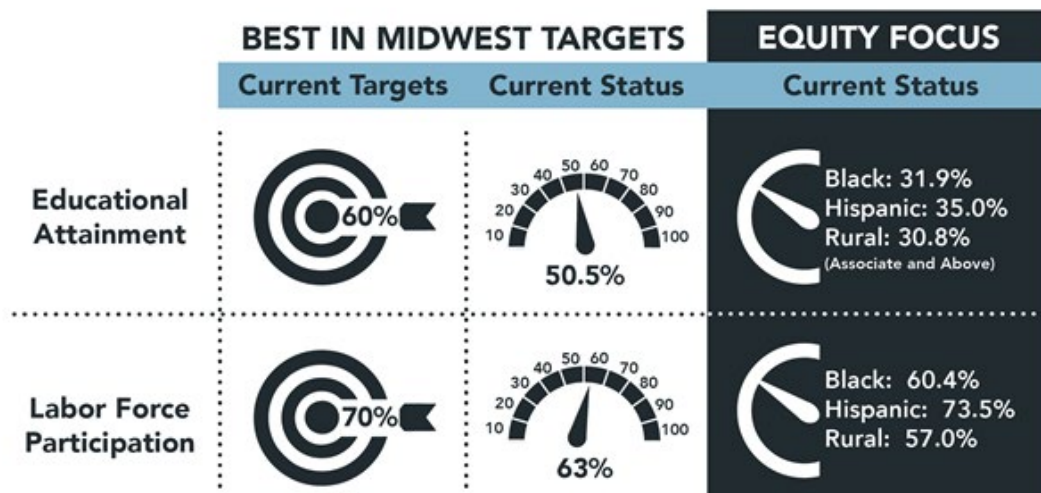 BEST IN MIDWEST TARGETS
EQUITY FOCUS
Current Targets
Current Status
Current Status
Educational
Attainment
60%
10
20
30
40
50
60
70
80
90
100
50.5%
Black: 31.9%
Hispanic: 35.0%
Rural: 30.8%
(Associate and Above)
Labor Force
Participation
70%
10
20
30
40
50
60
70
80
90
100
63%
Black: 60.4%
Hispanic: 73.5%
Rural: 57.0%